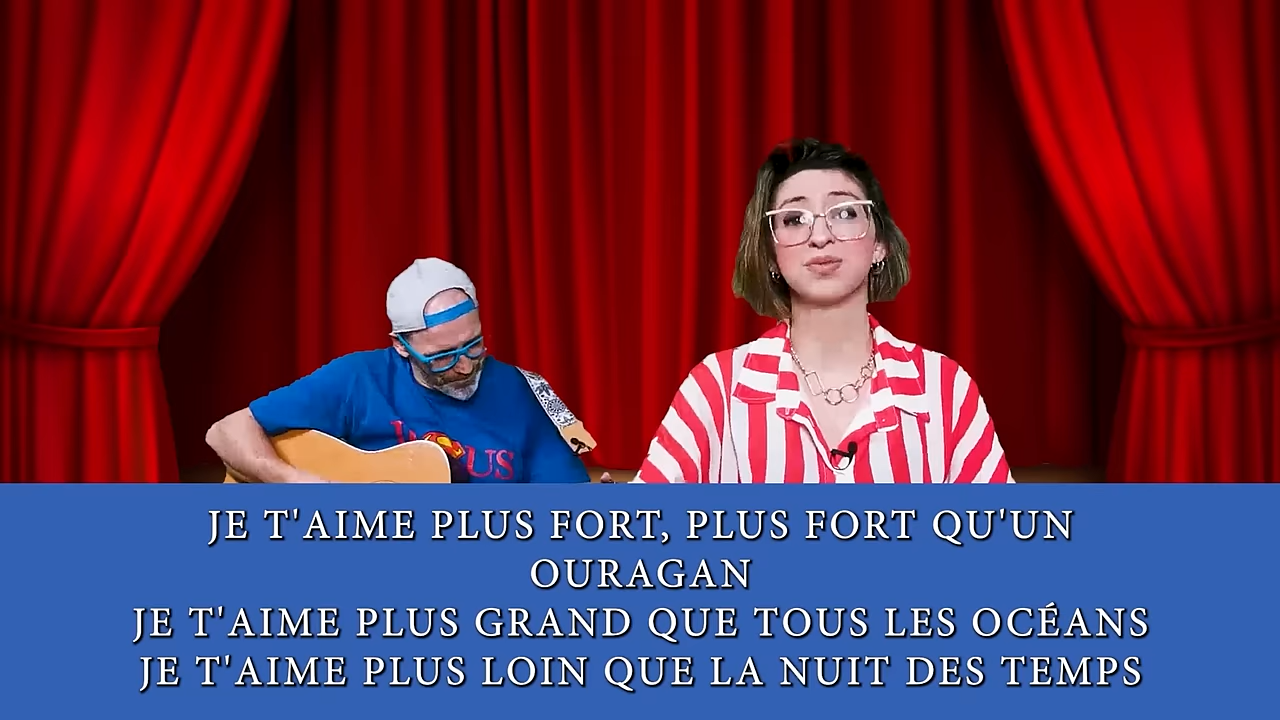 JE T'AIME PLUS FORT, PLUS FORT QU'UN
OURAGAN
JE T'AIME PLUS GRAND QUE TOUS LES OCÉANS
JE T'AIME PLUS LOIN QUE LA NUIT DES TEMPS